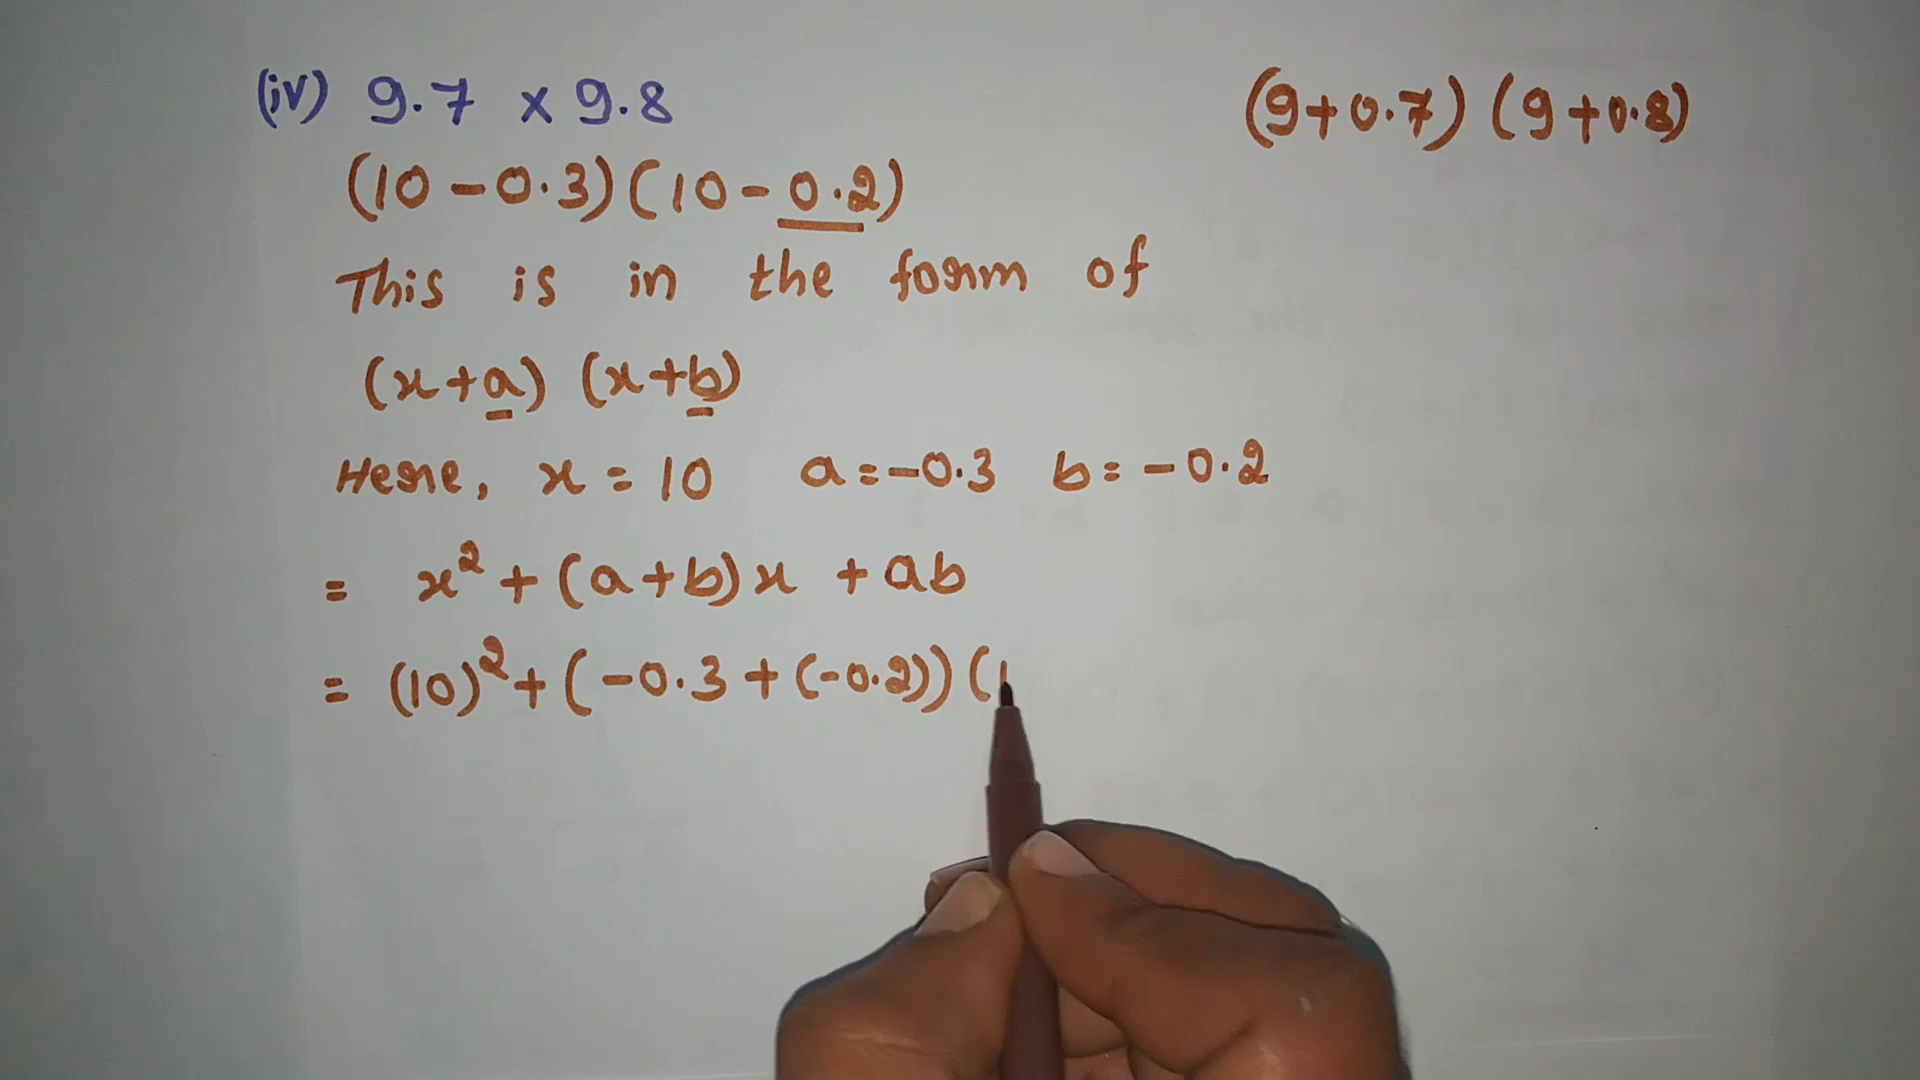 (iv) 9.7 x 9.8
(9+0.7) (9+0.8)
(10-0.3)(10-0.2)
This is in the form of
(x+a) (x+b)
Here, x = 10 a=-0.3 b=-0.2
= x² + (a+b)x + ab
= (10)² + (-0.3+(-0.2)) (1